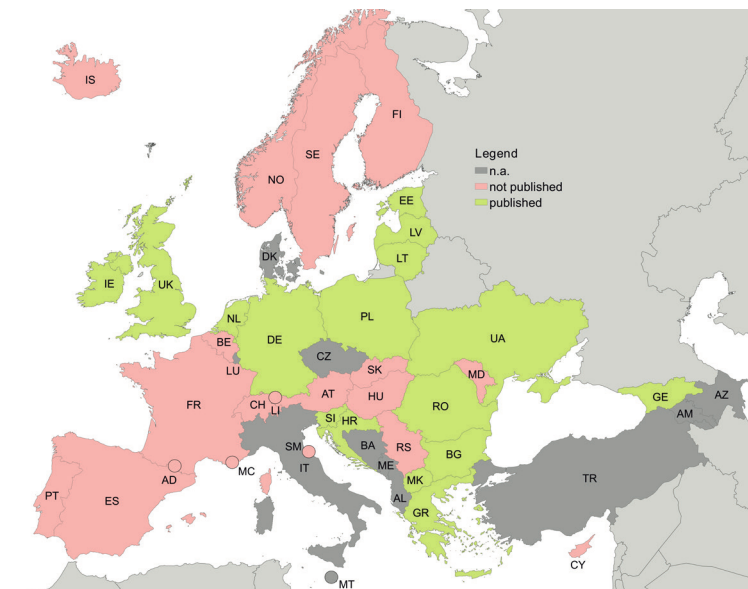 IS
FI
SE
NO
Legend
n.a.
not published
published
EE
LV
LT
DK
IE
UK
NL
DE
PL
BE
LU
CZ
UA
SK
MD
FR
CH
LI
AT
HU
RO
GE
AZ
AM
SI
HR
BA
RS
SM
IT
ME
BG
MC
AD
MK
AL
GR
TR
PT
ES
CY
MT